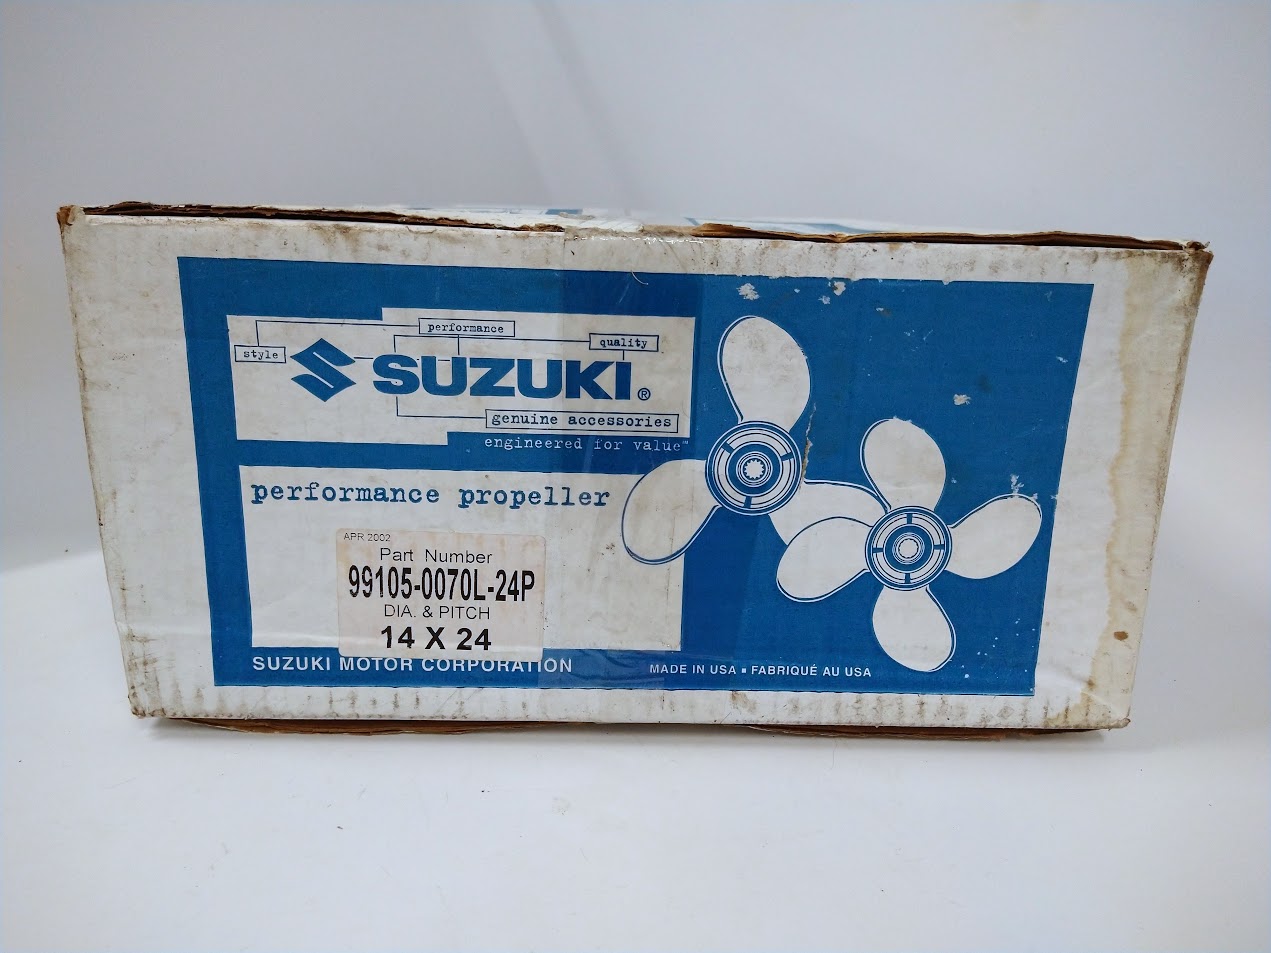 performance
quality
style
SUZUKI®
genuine accessories
engineered for value™
performance propeller
APR 2002
Part Number
99105-0070L-24P
DIA. & PITCH
14 X 24
SUZUKI MOTOR CORPORATION
MADE IN USA ▪ FABRIQUÉ AU USA